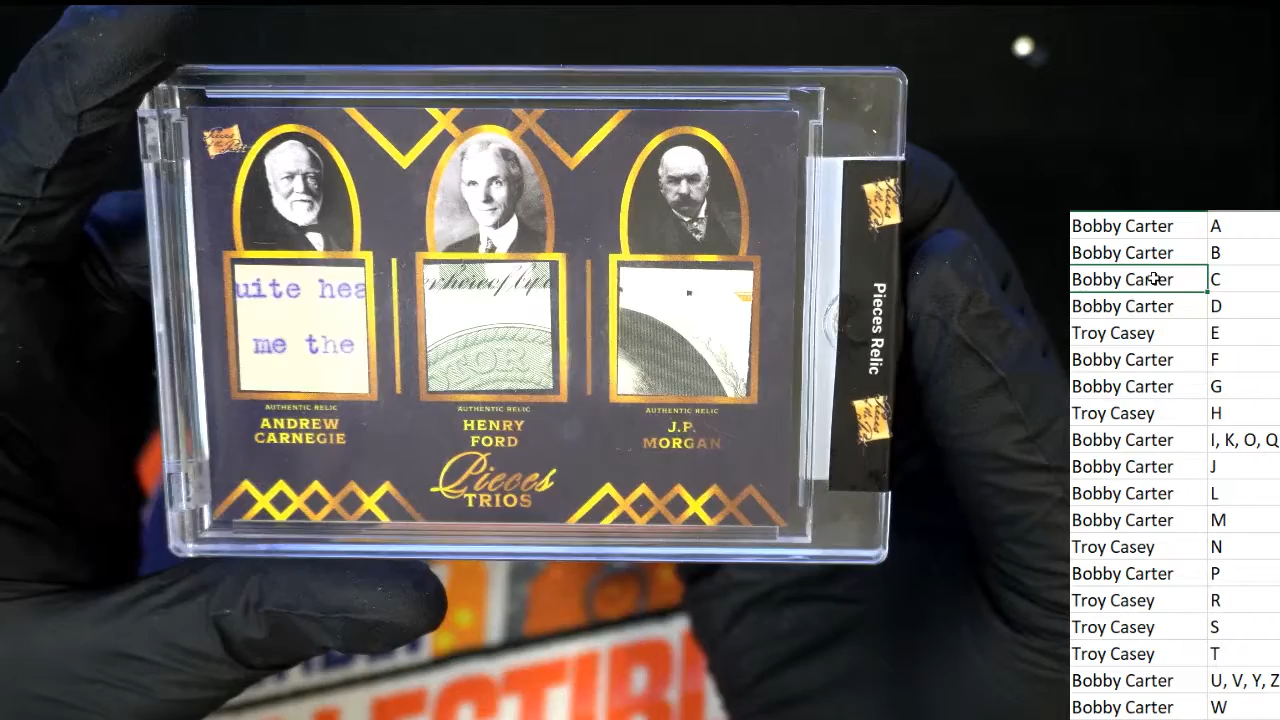 uite hea
me the
hereof
AUTHENTIC RELIC
ANDREW
CARNEGIE
AUTHENTIC RELIC
HENRY
FORD
AUTHENTIC RELIC
J.P.
MORGAN
Pieces
TRIOS
Pieces Relic
Bobby Carter A
Bobby Carter B
Bobby Carter C
Bobby Carter D
Troy Casey E
Bobby Carter F
Bobby Carter G
Troy Casey H
Bobby Carter I, K, O, Q
Bobby Carter J
Bobby Carter L
Bobby Carter M
Troy Casey N
Bobby Carter P
Troy Casey R
Troy Casey S
Troy Casey T
Bobby Carter U, V, Y, Z
Bobby Carter W